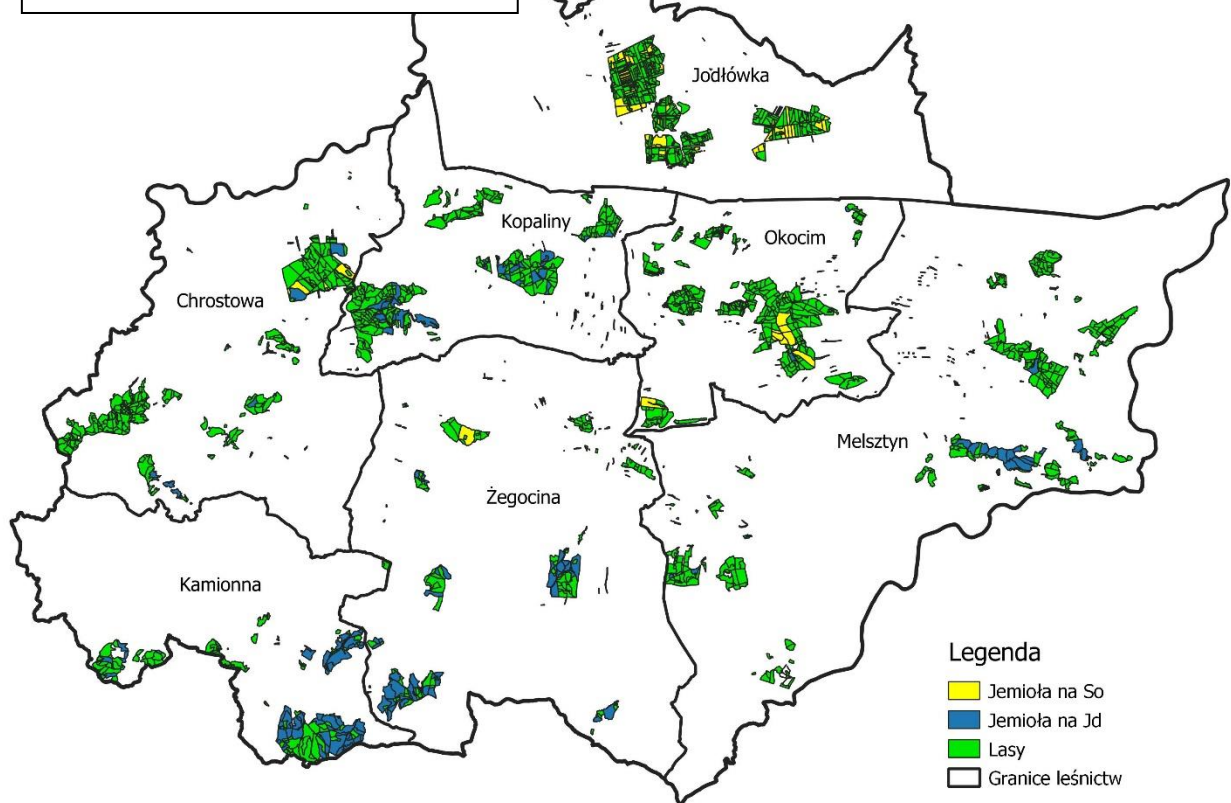 Jodłówka
Kopaliny
Okocim
Chrostowa
Melsztyn
Żegocina
Kamionna
Legenda
Jemioła na So
Jemioła na Jd
Lasy
Granice leśnictw